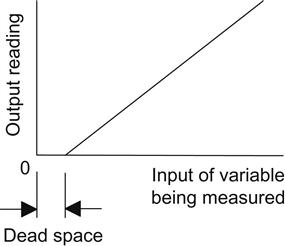 Output reading
0
Input of variable
being measured
Dead space